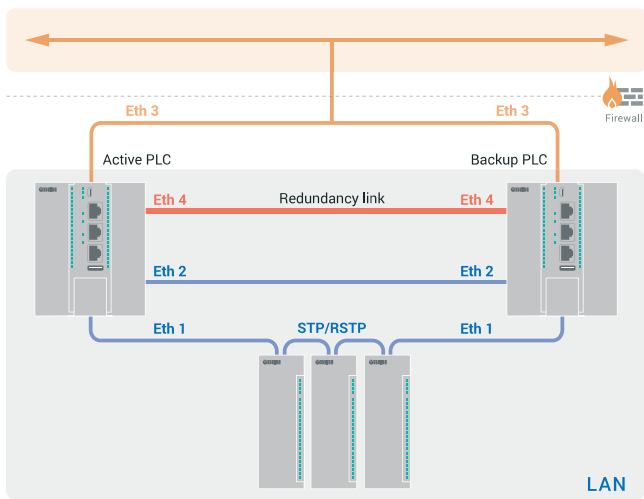 Eth 3
Eth 3
Firewall
Active PLC
Backup PLC
Eth 4
Redundancy link
Eth 4
Eth 2
Eth 2
Eth 1
STP/RSTP
Eth 1
LAN